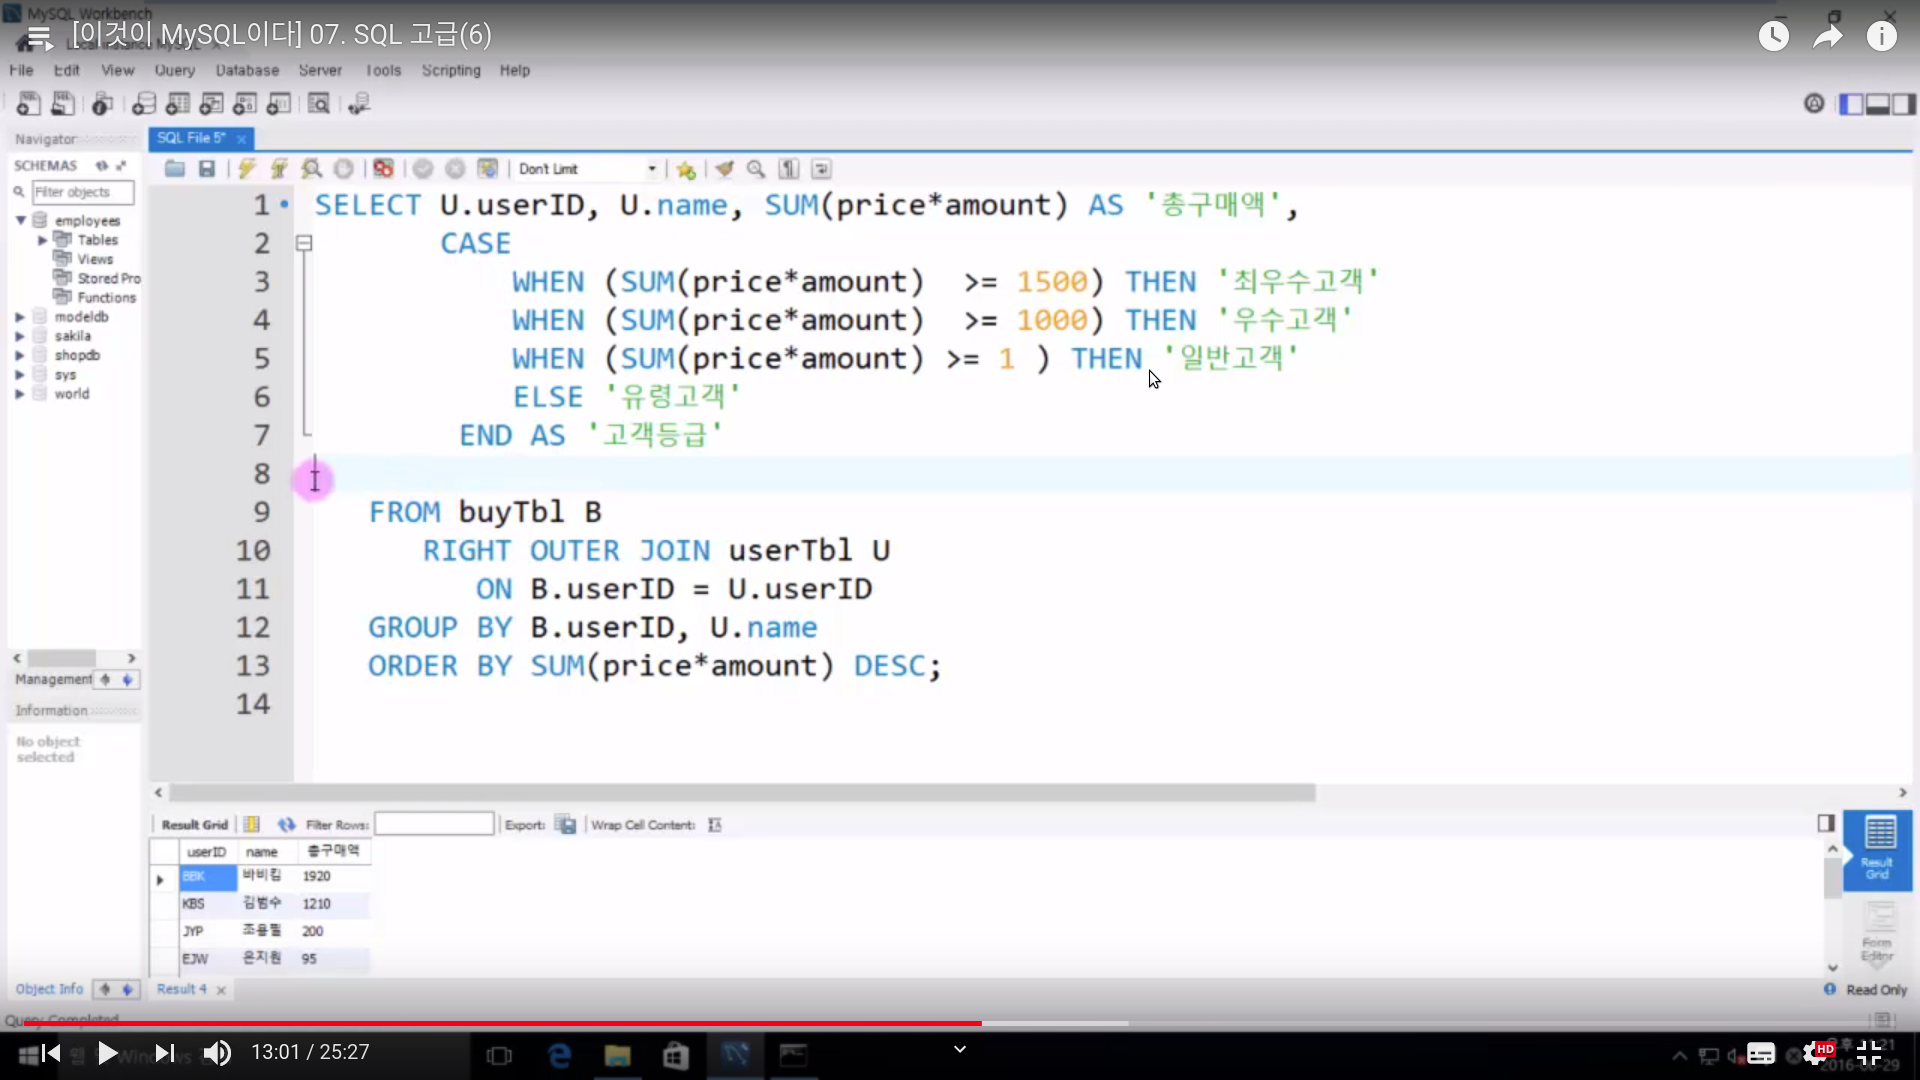 MySQL Workbench
[이것이 MySQL이다] 07. SQL 고급(6)
File Edit View Query Database Server Tools Scripting Help
Navigator
SQL File 5*
SCHEMAS
Don't Limit
Filter objects
employees
Tables
Views
Stored Pro
Functions
modeldb
sakila
shopdb
sys
world
Management
Information
No object
selected
1 SELECT U.userID, U.name, SUM(price*amount) AS '총구매액',
2 CASE
3 WHEN (SUM(price*amount)  >= 1500) THEN '최우수고객'
4 WHEN (SUM(price*amount)  >= 1000) THEN '우수고객'
5 WHEN (SUM(price*amount) >= 1 ) THEN '일반고객'
6 ELSE '유령고객'
7 END AS '고객등급'
8
9 FROM buyTbl B
10 RIGHT OUTER JOIN userTbl U
11 ON B.userID = U.userID
12 GROUP BY B.userID, U.name
13 ORDER BY SUM(price*amount) DESC;
14
Result Grid Filter Rows: Export: Wrap Cell Content:
userID name 총구매액
BBK 바비킴 1920
KBS 김범수 1210
JYP 조용필 200
EJW 은지원 95
Result
Grid
Form
Editor
Object Info
Result 4
Read Only
Query Completed
13:01 / 25:27
HD